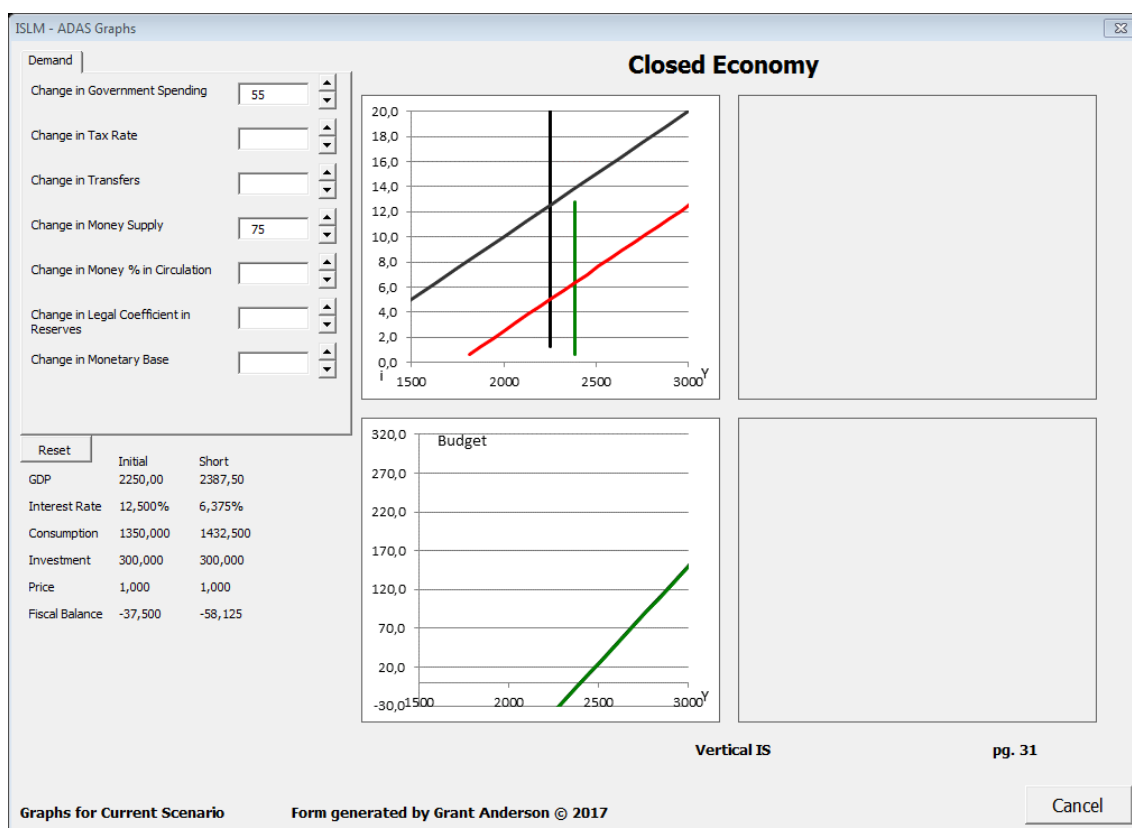 ISLM - ADAS Graphs
Demand
Closed Economy
Change in Government Spending 55
Change in Tax Rate
Change in Transfers
Change in Money Supply 75
Change in Money % in Circulation
Change in Legal Coefficient in
Reserves
Change in Monetary Base
20,0
18,0
16,0
14,0
12,0
10,0
8,0
6,0
4,0
2,0
0,0
i 1500 2000 2500 3000 Y
Reset
Initial Short
GDP 2250,00 2387,50
Interest Rate 12,500% 6,375%
Consumption 1350,000 1432,500
Investment 300,000 300,000
Price 1,000 1,000
Fiscal Balance -37,500 -58,125
Budget
320,0
270,0
220,0
170,0
120,0
70,0
20,0
-30,0 1500 2000 2500 3000 Y
Vertical IS pg. 31
Graphs for Current Scenario Form generated by Grant Anderson © 2017
Cancel